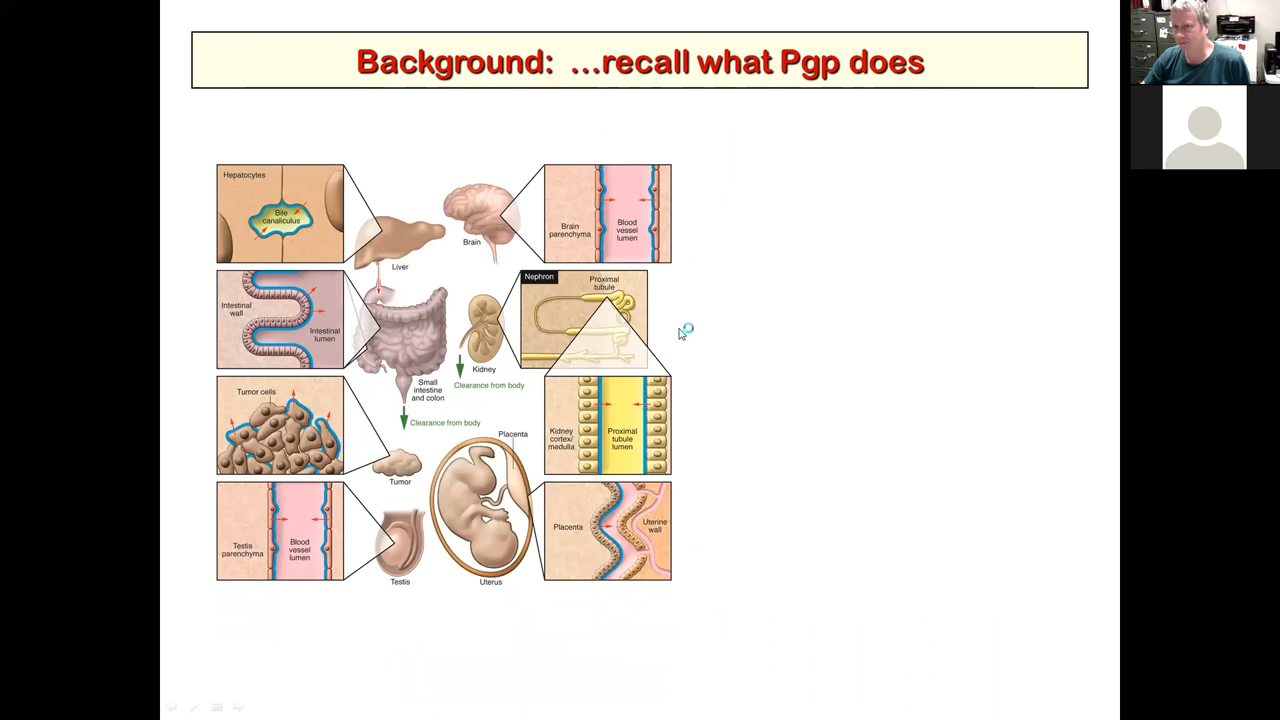 Background:  ...recall what Pgp does
Hepatocytes
Bile
canaliculus
Liver
Brain
Brain
parenchyma
Blood
vessel
lumen
Intestinal
wall
Intestinal
lumen
Small
intestine
and colon
Clearance from body
Kidney
Clearance from body
Nephron
Proximal
tubule
Kidney
cortex/
medulla
Proximal
tubule
lumen
Tumor cells
Tumor
Testis
parenchyma
Blood
vessel
lumen
Testis
Placenta
Uterus
Placenta
Uterine
wall